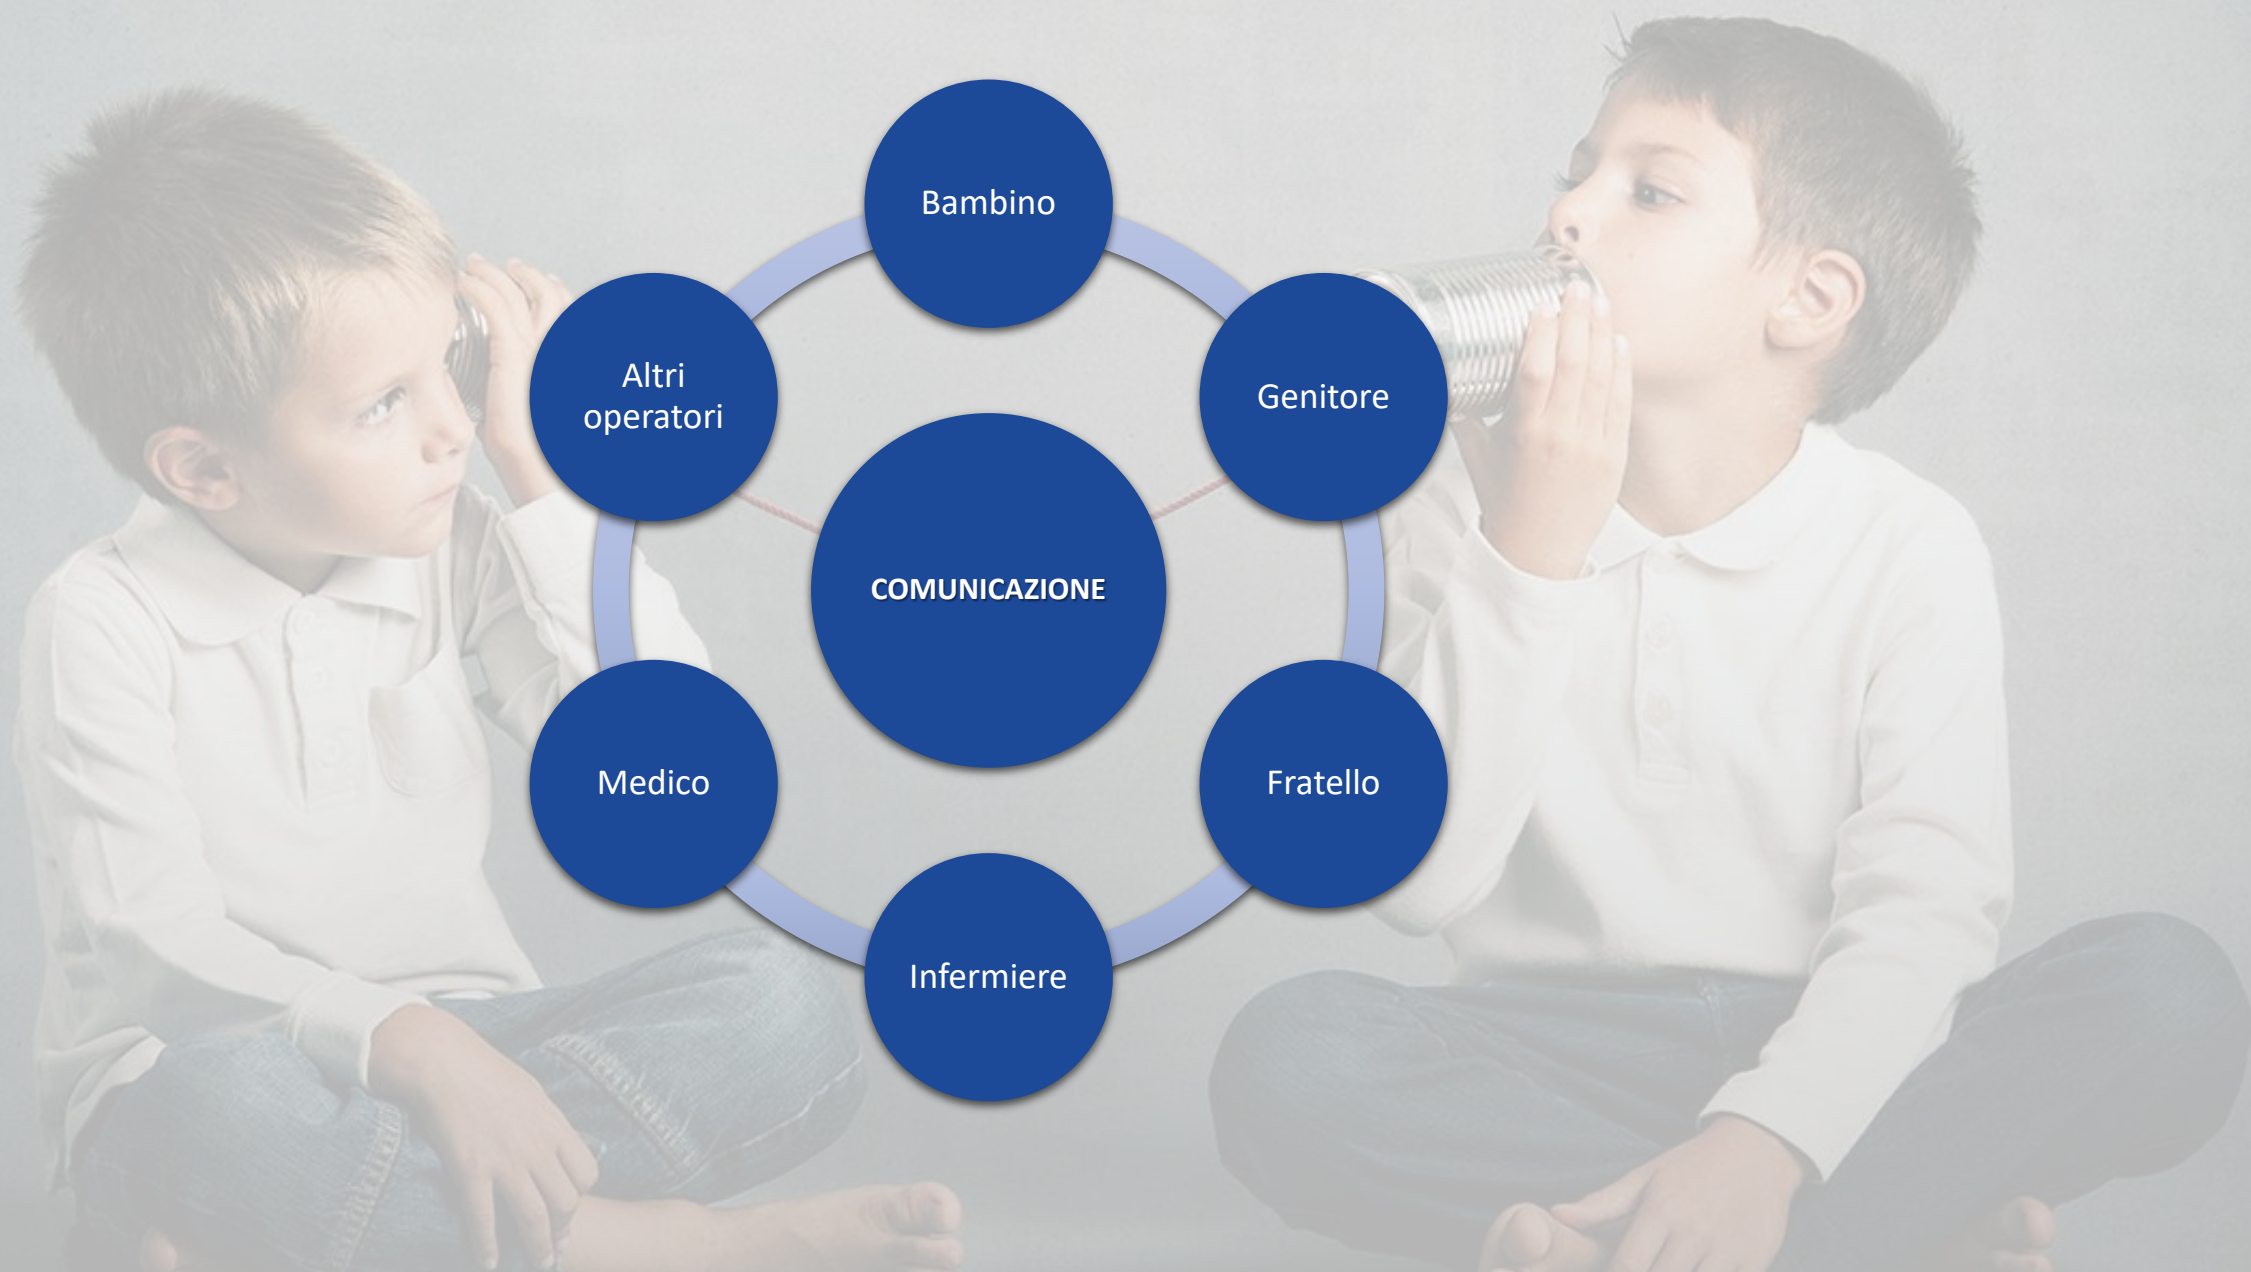 Bambino
Genitore
Fratello
Infermiere
Medico
Altri
operatori
COMUNICAZIONE